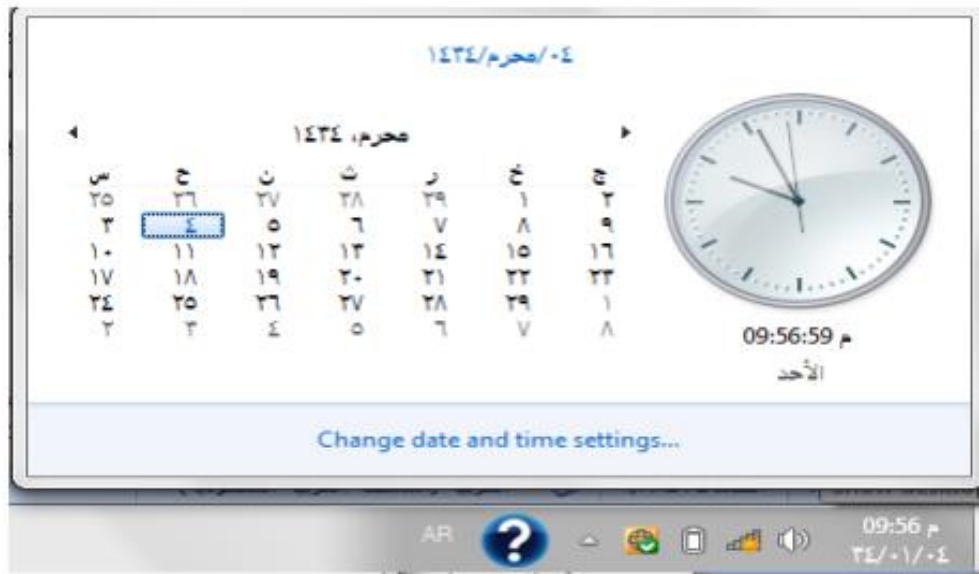 ٠٤/محرم/١٤٣٤
محرم، ١٤٣٤
س ح ن ث ر خ ج
٢٥ ٢٦ ٢٧ ٢٨ ٢٩ ١ ٢
٣ ٤ ٥ ٦ ٧ ٨ ٩
١٠ ١١ ١٢ ١٣ ١٤ ١٥ ١٦
١٧ ١٨ ١٩ ٢٠ ٢١ ٢٢ ٢٣
٢٤ ٢٥ ٢٦ ٢٧ ٢٨ ٢٩ ١
٢ ٣ ٤ ٥ ٦ ٧ ٨
09:56:59 م
الأحد
Change date and time settings...
AR
?
09:56 م
٣٤/٠١/٠٤